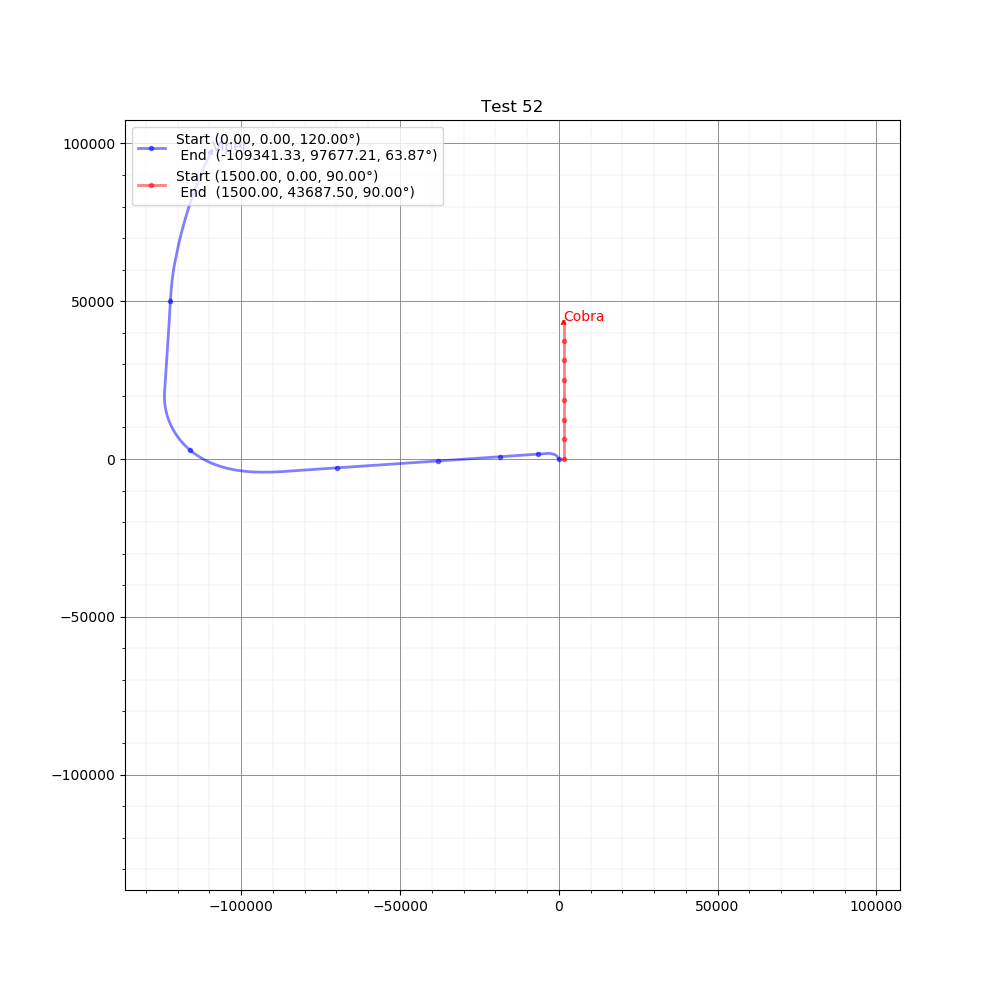 Test 52
Start (0.00, 0.00, 120.00°)
End (-109341.33, 97677.21, 63.87°)
Start (1500.00, 0.00, 90.00°)
End (1500.00, 43687.50, 90.00°)
Cobra
100000
50000
0
−50000
−100000
−100000
−50000
0
50000
100000